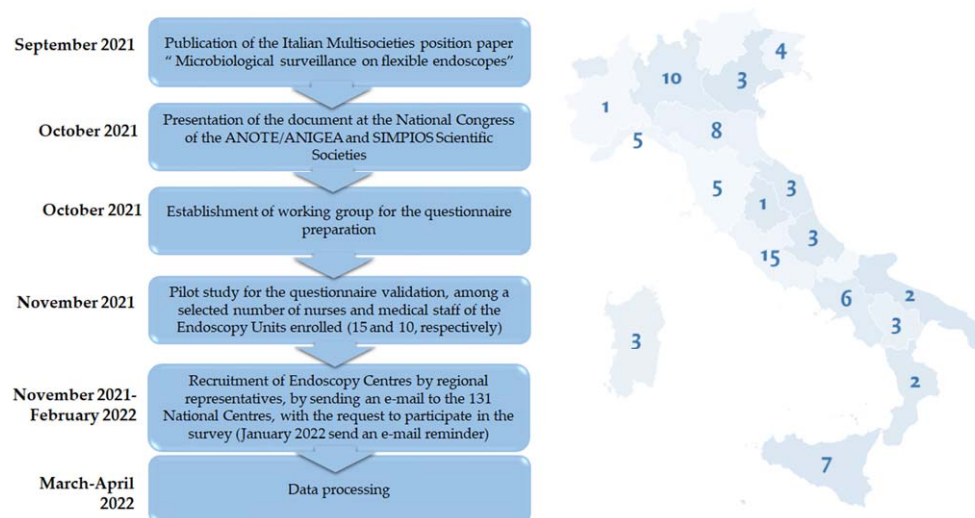 September 2021
Publication of the Italian Multisocieties position paper
“ Microbiological surveillance on flexible endoscopes”
October 2021
Presentation of the document at the National Congress
of the ANOTE/ANIGEA and SIMPIOS Scientific
Societies
October 2021
Establishment of working group for the questionnaire
preparation
November 2021
Pilot study for the questionnaire validation, among a
selected number of nurses and medical staff of the
Endoscopy Units enrolled (15 and 10, respectively)
November 2021-
February 2022
Recruitment of Endoscopy Centres by regional
representatives, by sending an e-mail to the 131
National Centres, with the request to participate in the
survey (January 2022 send an e-mail reminder)
March-April
2022
Data processing
4
10
3
1
5
8
5
3
1
3
15
6
2
3
3
2
7